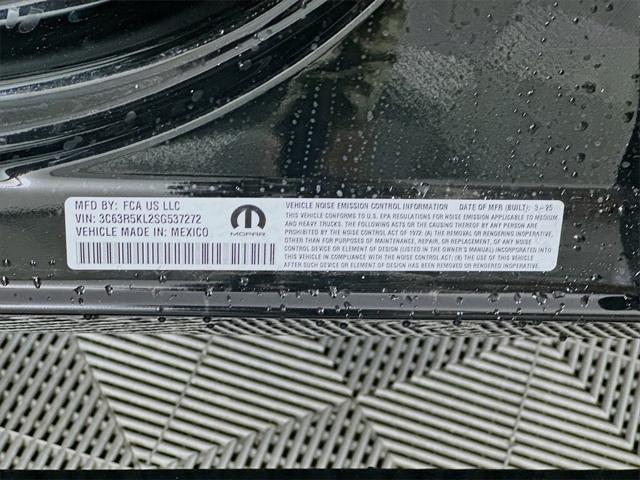 MFD BY: FCA US LLC
VIN: 3C63R5KL2SG537272
VEHICLE MADE IN: MEXICO
MOPAR
VEHICLE NOISE EMISSION CONTROL INFORMATION DATE OF MFR (BUILT): 3-25
THIS VEHICLE CONFORMS TO U.S. EPA REGULATIONS FOR NOISE EMISSION APPLICABLE TO MEDIUM
AND HEAVY TRUCKS. THE FOLLOWING ACTS OR THE CAUSING THEREOF BY ANY PERSON ARE
PROHIBITED BY THE NOISE CONTROL ACT OF 1972: (A) THE REMOVAL OR RENDERING INOPERATIVE,
OTHER THAN FOR PURPOSES OF MAINTENANCE, REPAIR, OR REPLACEMENT, OF ANY NOISE
CONTROL DEVICE OR ELEMENT OF DESIGN (LISTED IN THE OWNER'S MANUAL) INCORPORATED INTO
THIS VEHICLE IN COMPLIANCE WITH THE NOISE CONTROL ACT; (B) THE USE OF THIS VEHICLE
AFTER SUCH DEVICE OR ELEMENT OF DESIGN HAS BEEN REMOVED OR RENDERED INOPERATIVE.